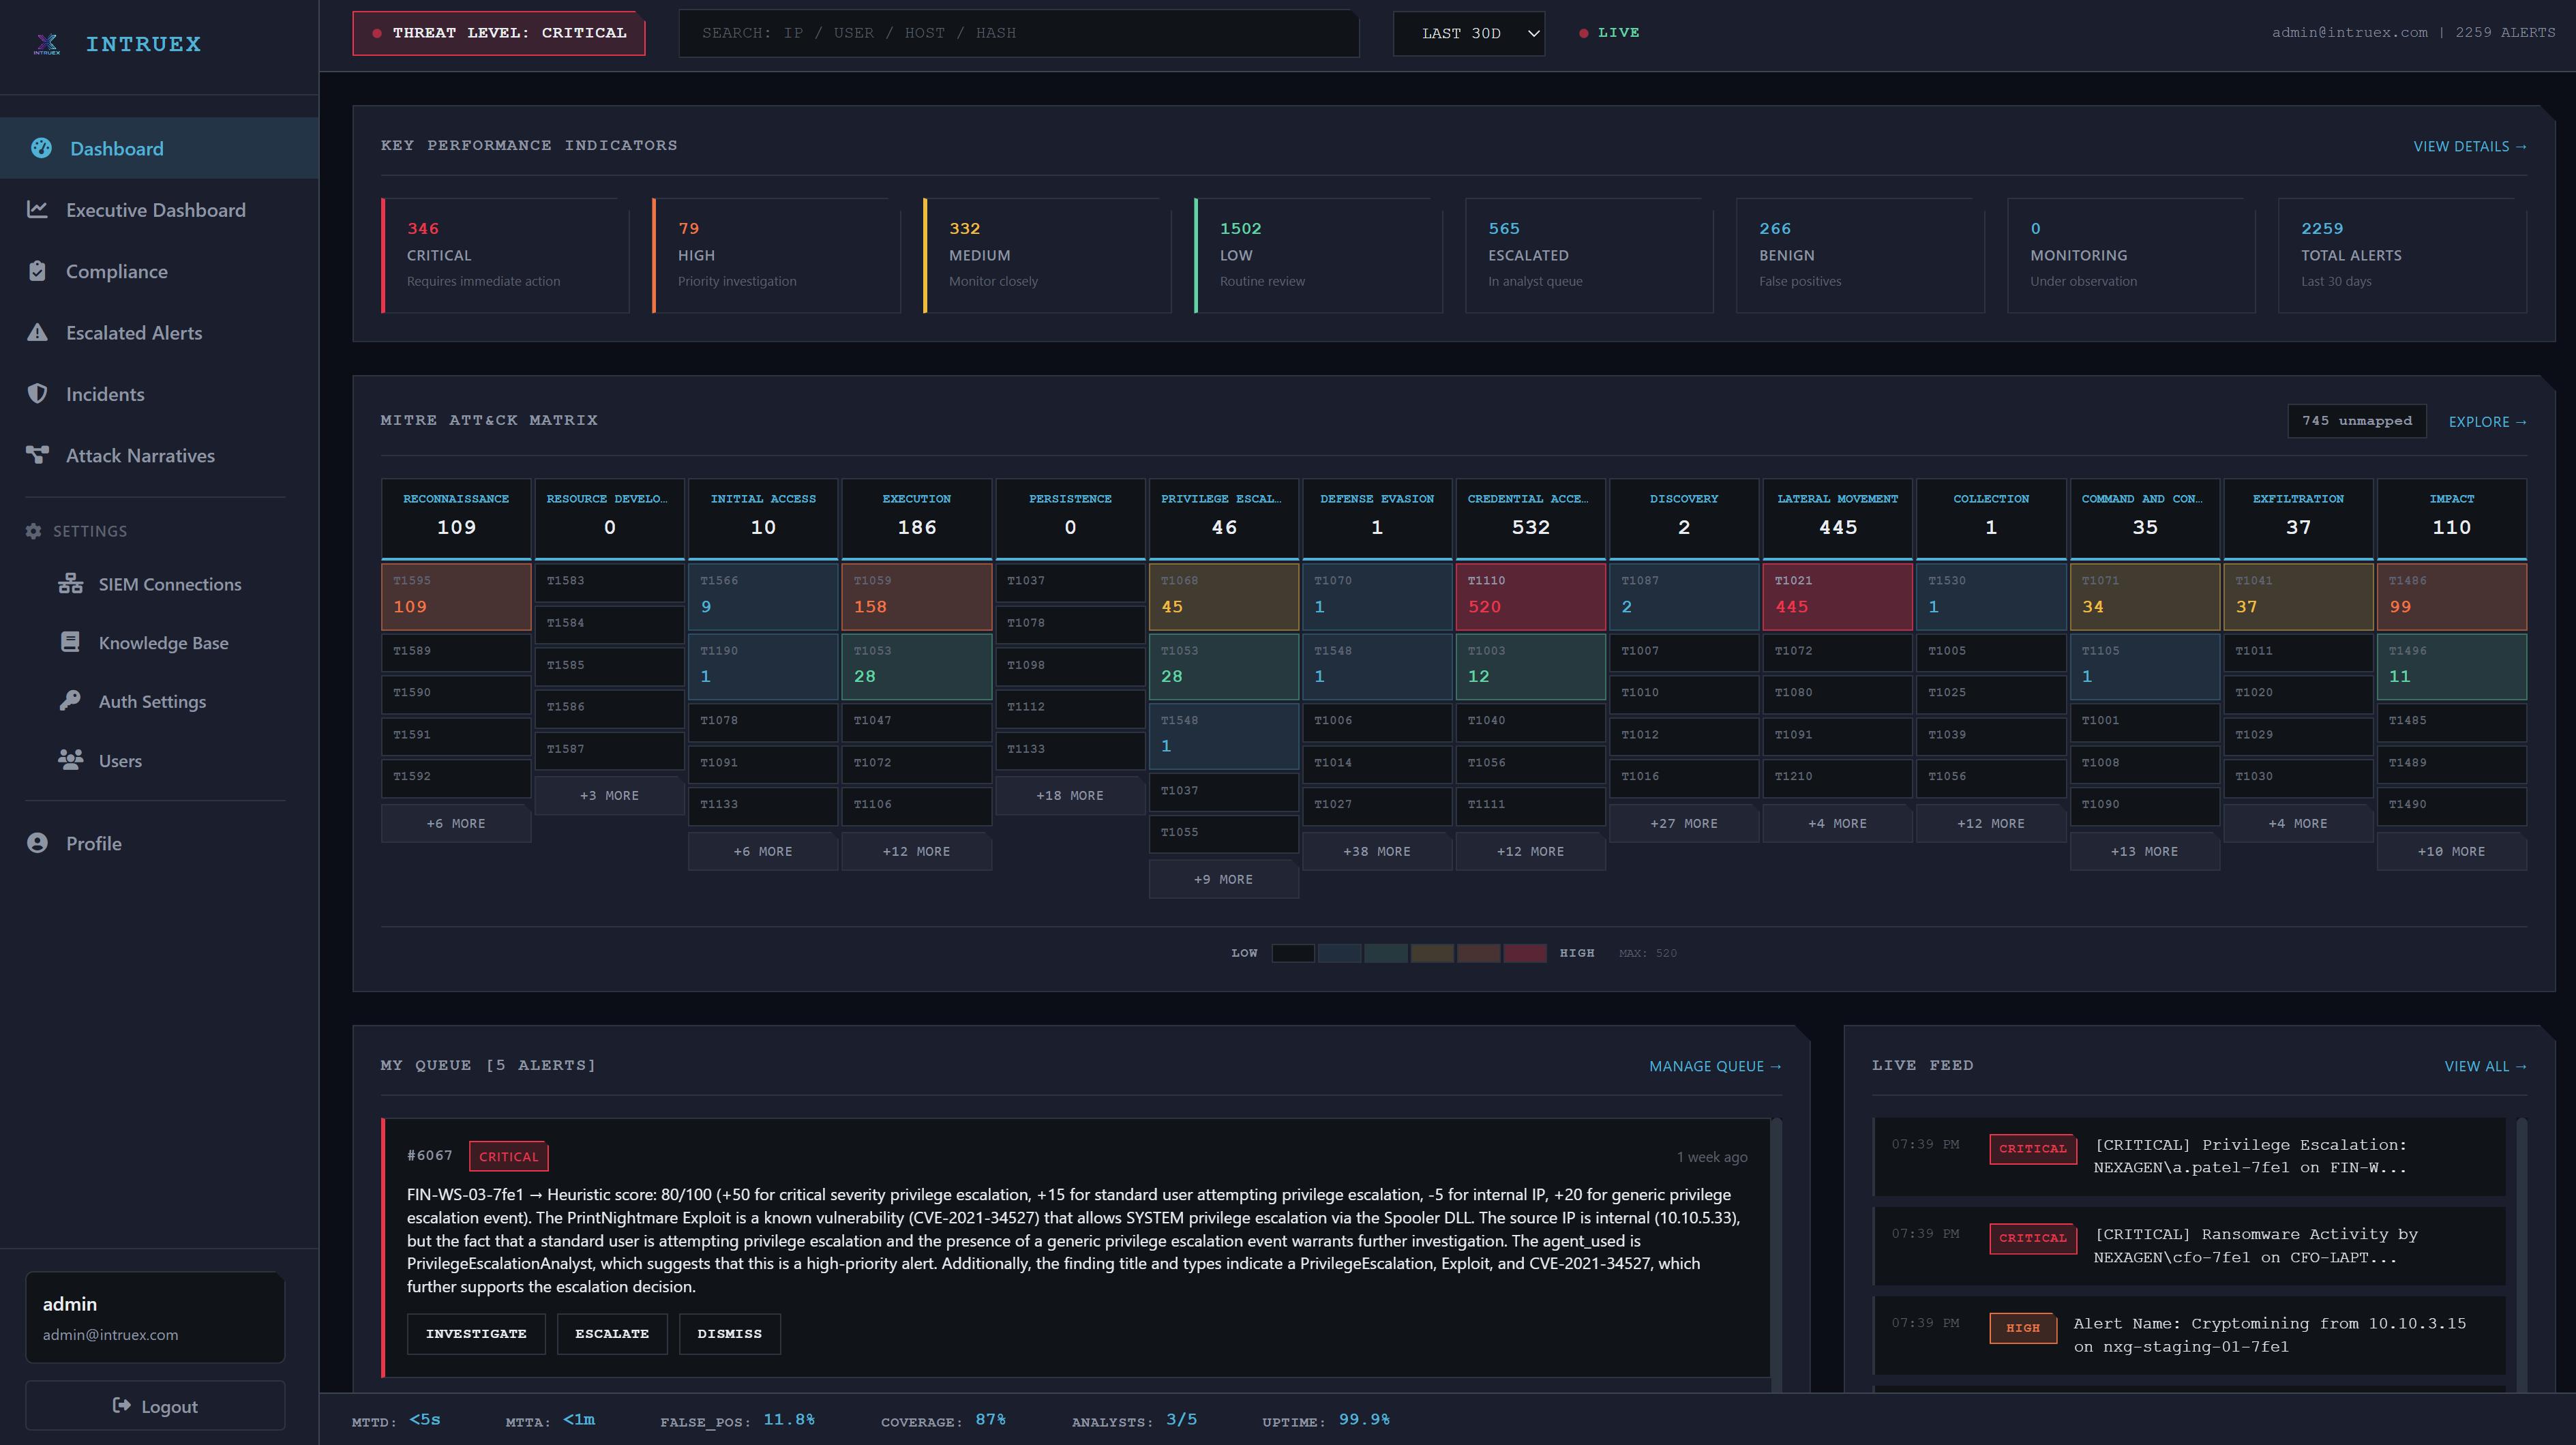 INTRUEX
INTRUEX
THREAT LEVEL: CRITICAL
SEARCH: IP / USER / HOST / HASH
LAST 30D
LIVE
admin@intruex.com | 2259 ALERTS
Dashboard
Executive Dashboard
Compliance
Escalated Alerts
Incidents
Attack Narratives
SETTINGS
SIEM Connections
Knowledge Base
Auth Settings
Users
Profile
admin
admin@intruex.com
Logout
KEY PERFORMANCE INDICATORS
VIEW DETAILS →
346
CRITICAL
Requires immediate action
79
HIGH
Priority investigation
332
MEDIUM
Monitor closely
1502
LOW
Routine review
565
ESCALATED
In analyst queue
266
BENIGN
False positives
0
MONITORING
Under observation
2259
TOTAL ALERTS
Last 30 days
MITRE ATT&CK MATRIX
745 unmapped
EXPLORE →
RECONNAISSANCE
109
T1595
109
T1589
T1590
T1591
T1592
+6 MORE
RESOURCE DEVELO…
0
T1583
T1584
T1585
T1586
T1587
+3 MORE
INITIAL ACCESS
10
T1566
9
T1190
1
T1078
T1091
T1133
+6 MORE
EXECUTION
186
T1059
158
T1053
28
T1047
T1072
T1106
+12 MORE
PERSISTENCE
0
T1037
T1078
T1098
T1112
T1133
+18 MORE
PRIVILEGE ESCAL…
46
T1068
45
T1053
28
T1548
1
T1037
T1055
+9 MORE
DEFENSE EVASION
1
T1070
1
T1548
1
T1006
T1014
T1027
+38 MORE
CREDENTIAL ACCE…
532
T1110
520
T1003
12
T1040
T1056
T1111
+12 MORE
DISCOVERY
2
T1087
2
T1007
T1010
T1012
T1016
+27 MORE
LATERAL MOVEMENT
445
T1021
445
T1072
T1080
T1091
T1210
+4 MORE
COLLECTION
1
T1530
1
T1005
T1025
T1039
T1056
+12 MORE
COMMAND AND CON…
35
T1071
34
T1105
1
T1001
T1008
T1090
+13 MORE
EXFILTRATION
37
T1041
37
T1011
T1020
T1029
T1030
+4 MORE
IMPACT
110
T1486
99
T1496
11
T1485
T1489
T1490
+10 MORE
LOW
HIGH
MAX: 520
MY QUEUE [5 ALERTS]
MANAGE QUEUE →
#6067
CRITICAL
1 week ago
FIN-WS-03-7fe1 → Heuristic score: 80/100 (+50 for critical severity privilege escalation, +15 for standard user attempting privilege escalation, -5 for internal IP, +20 for generic privilege
escalation event). The PrintNightmare Exploit is a known vulnerability (CVE-2021-34527) that allows SYSTEM privilege escalation via the Spooler DLL. The source IP is internal (10.10.5.33),
but the fact that a standard user is attempting privilege escalation and the presence of a generic privilege escalation event warrants further investigation. The agent_used is
PrivilegeEscalationAnalyst, which suggests that this is a high-priority alert. Additionally, the finding title and types indicate a PrivilegeEscalation, Exploit, and CVE-2021-34527, which
further supports the escalation decision.
INVESTIGATE
ESCALATE
DISMISS
LIVE FEED
VIEW ALL →
07:39 PM
CRITICAL
[CRITICAL] Privilege Escalation:
NEXAGEN\a.patel-7fe1 on FIN-W...
07:39 PM
CRITICAL
[CRITICAL] Ransomware Activity by
NEXAGEN\cfo-7fe1 on CFO-LAPT...
07:39 PM
HIGH
Alert Name: Cryptomining from 10.10.3.15
on nxg-staging-01-7fe1
MTTD: <5s
MTTA: <1m
FALSE_POS: 11.8%
COVERAGE: 87%
ANALYSTS: 3/5
UPTIME: 99.9%